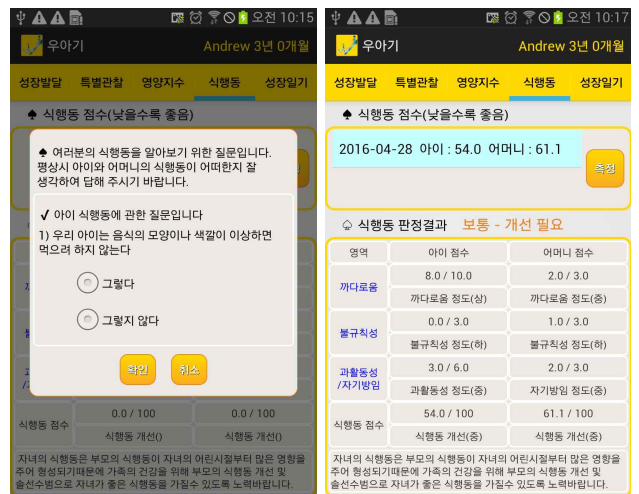 오전 10:15
우아기
Andrew 3년 0개월
성장발달 특별관찰 영양지수 식행동 성장일기
♠ 식행동 점수(낮을수록 좋음)
♠ 여러분의 식행동을 알아보기 위한 질문입니다.
평상시 아이와 어머니의 식행동이 어떠한지 잘
생각하여 답해 주시기 바랍니다.
✓ 아이 식행동에 관한 질문입니다
1) 우리 아이는 음식의 모양이나 색깔이 이상하면
먹으려 하지 않는다
그렇다
그렇지 않다
확인 취소
0.0 / 100 0.0 / 100
식행동 점수
식행동 개선() 식행동 개선()
자녀의 식행동은 부모의 식행동이 자녀의 어린시절부터 많은 영향을
주어 형성되기때문에 가족의 건강을 위해 부모의 식행동 개선 및
솔선수범으로 자녀가 좋은 식행동을 가질수 있도록 노력바랍니다.
오전 10:17
우아기
Andrew 3년 0개월
성장발달 특별관찰 영양지수 식행동 성장일기
♠ 식행동 점수(낮을수록 좋음)
2016-04-28 아이 : 54.0 어머니 : 61.1
측정
♤ 식행동 판정결과 보통 - 개선 필요
영역 아이 점수 어머니 점수
8.0 / 10.0 2.0 / 3.0
까다로움
까다로움 정도(상) 까다로움 정도(중)
0.0 / 3.0 1.0 / 3.0
불규칙성
불규칙성 정도(하) 불규칙성 정도(하)
3.0 / 6.0 2.0 / 3.0
과활동성
/자기방임
과활동성 정도(중) 자기방임 정도(중)
54.0 / 100 61.1 / 100
식행동 점수
식행동 개선(중) 식행동 개선(중)
자녀의 식행동은 부모의 식행동이 자녀의 어린시절부터 많은 영향을
주어 형성되기때문에 가족의 건강을 위해 부모의 식행동 개선 및
솔선수범으로 자녀가 좋은 식행동을 가질수 있도록 노력바랍니다.